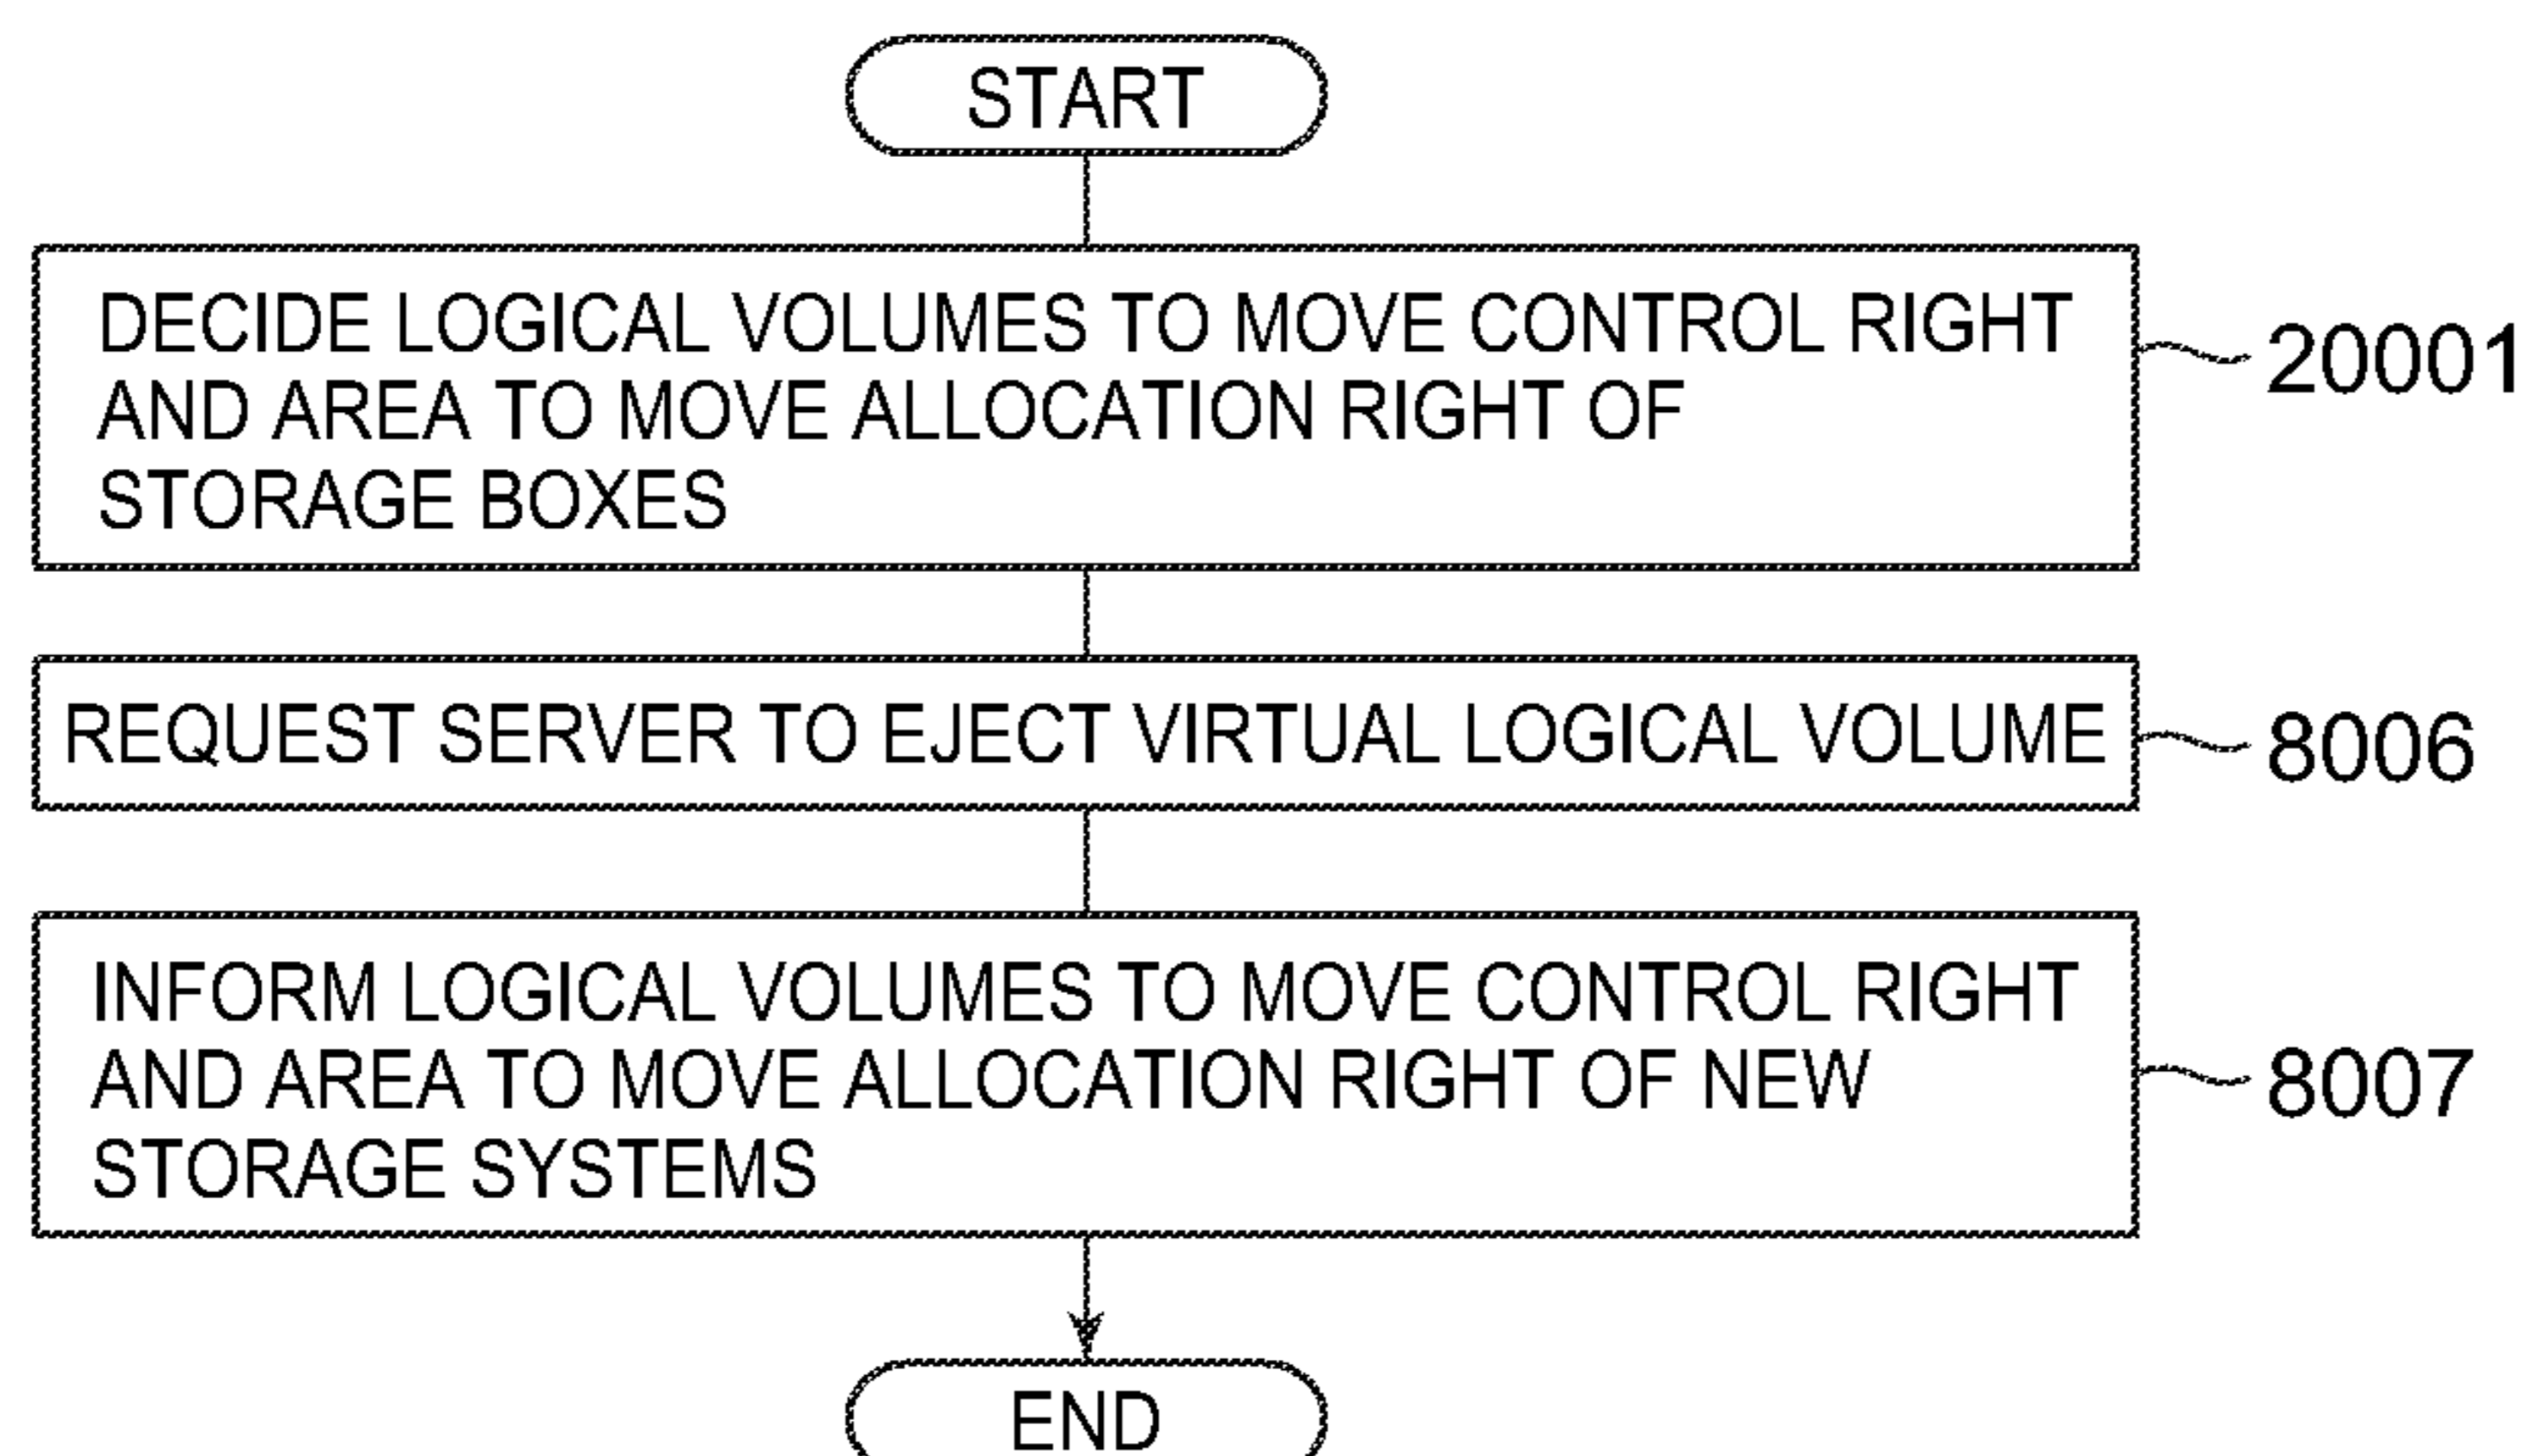 START
DECIDE LOGICAL VOLUMES TO MOVE CONTROL RIGHT
AND AREA TO MOVE ALLOCATION RIGHT OF
STORAGE BOXES
20001
REQUEST SERVER TO EJECT VIRTUAL LOGICAL VOLUME
8006
INFORM LOGICAL VOLUMES TO MOVE CONTROL RIGHT
AND AREA TO MOVE ALLOCATION RIGHT OF NEW
STORAGE SYSTEMS
8007
END